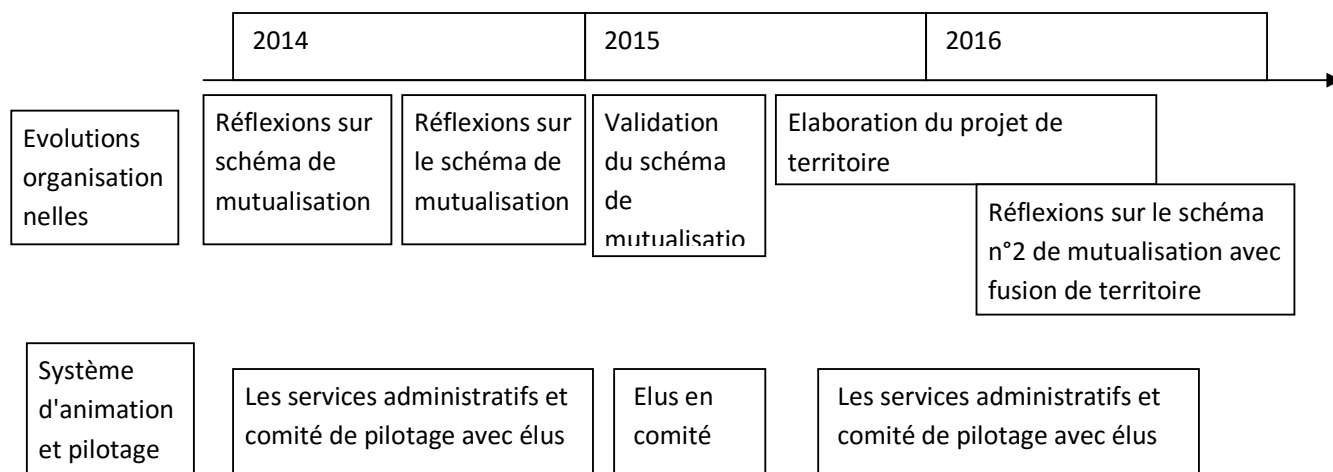 2014
2015
2016
Evolutions
organisation
nelles
Réflexions sur
schéma de
mutualisation
Réflexions sur
le schéma de
mutualisation
Validation
du schéma
de
mutualisatio
Elaboration du projet de
territoire
Réflexions sur le schéma
n°2 de mutualisation avec
fusion de territoire
Système
d'animation
et pilotage
Les services administratifs et
comité de pilotage avec élus
Elus en
comité
Les services administratifs et
comité de pilotage avec élus